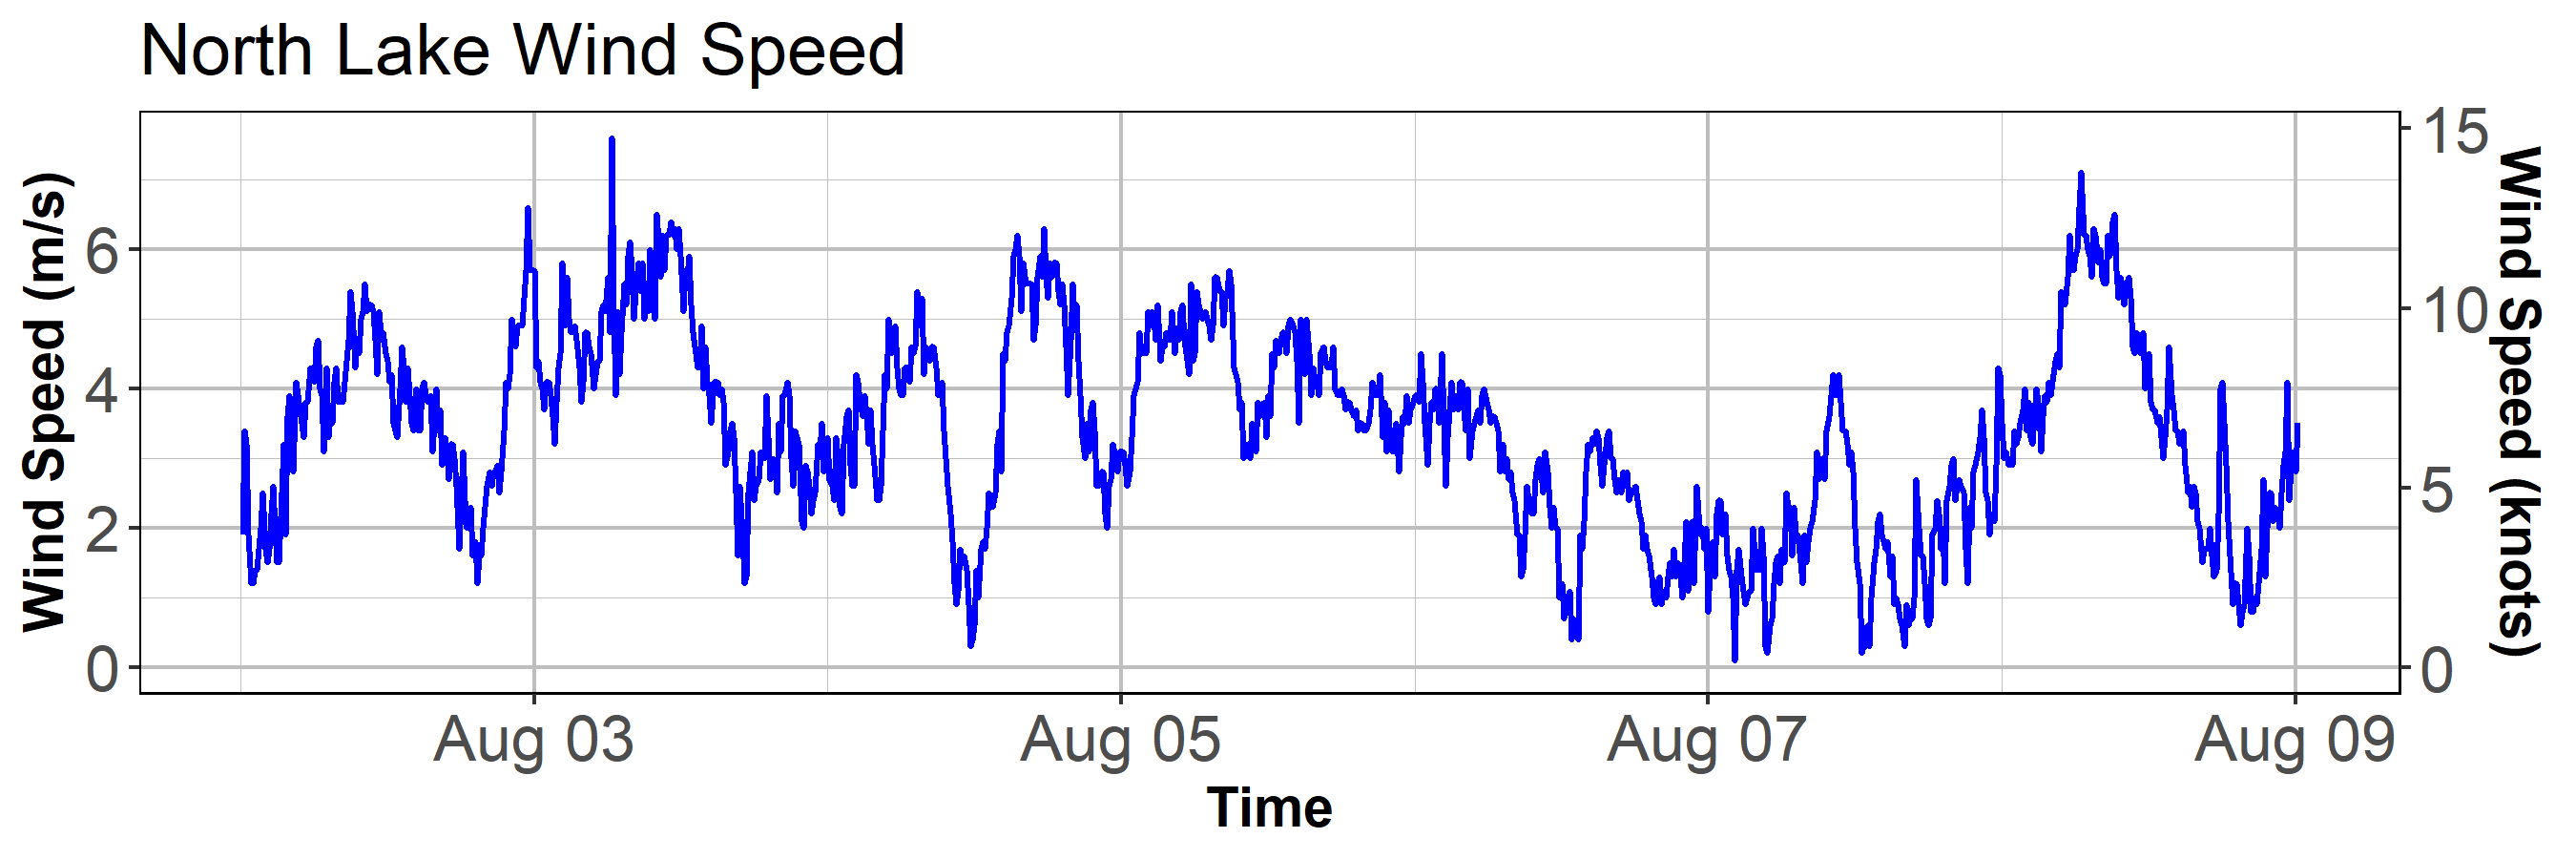 North Lake Wind Speed
Wind Speed (m/s)
6
4
2
0
15
10
5
0
Wind Speed (knots)
Aug 03
Aug 05
Aug 07
Aug 09
Time